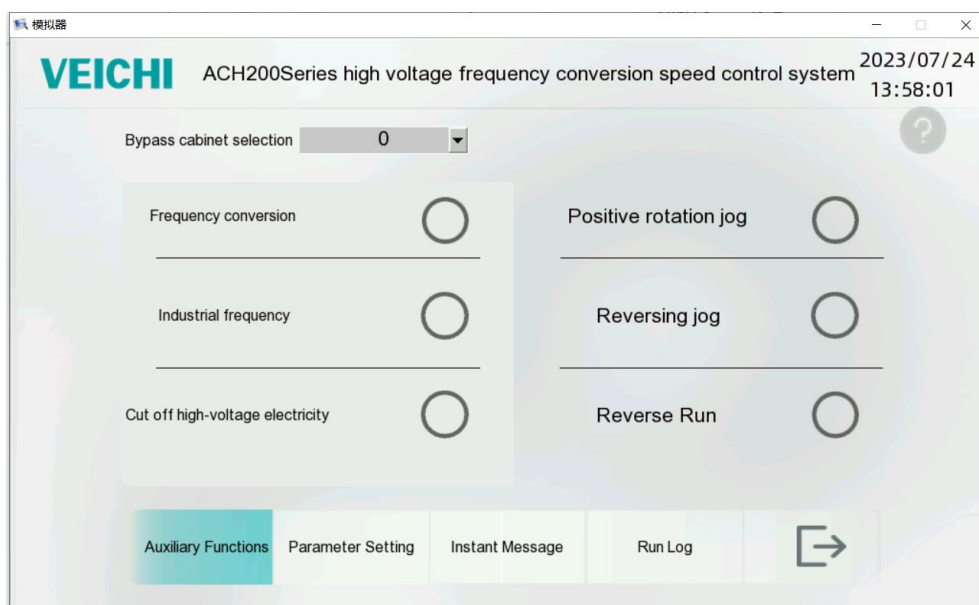 模拟器
VEICHI
ACH200Series high voltage frequency conversion speed control system
2023/07/24
13:58:01
?
Bypass cabinet selection 0
Frequency conversion
Positive rotation jog
Industrial frequency
Reversing jog
Cut off high-voltage electricity
Reverse Run
Auxiliary Functions
Parameter Setting
Instant Message
Run Log